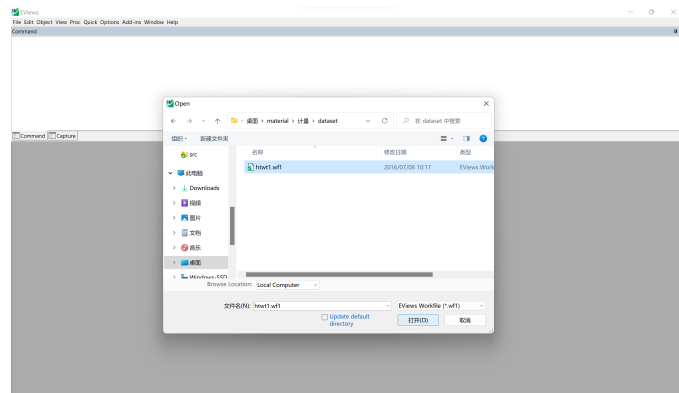 EViews
File Edit Object View Proc Quick Options Add-ins Window Help
Command
Command Capture
Open
桌面 › material › 计量 › dataset
在 dataset 中搜索
组织 新建文件夹
名称 修改日期 类型
src
htwt1.wf1 2016/07/08 10:17 EViews Work
此电脑
Downloads
视频
图片
文档
音乐
桌面
Windows-SSD
Browse Location: Local Computer
文件名(N): htwt1.wf1 EViews Workfile (*.wf1)
Update default directory
打开(O) 取消